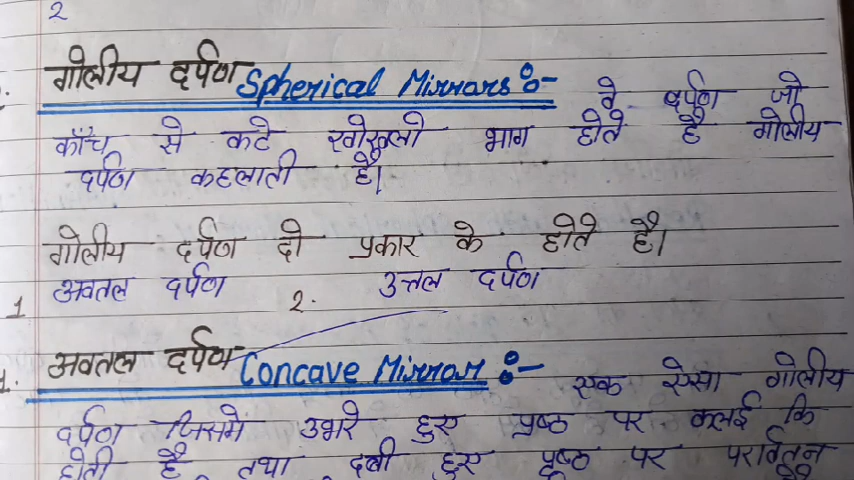 2
गोलीय दर्पण Spherical Mirrors :- वे दर्पण जो
काँच से कटे खोखलो भाग होते है गोलीय
दर्पण कहलाती है।
गोलीय दर्पण दो प्रकार के होते है।
1 अवतल दर्पण 2. उत्तल दर्पण
1. अवतल दर्पण Concave Mirror :- एक ऐसा गोलीय
दर्पण जिसमें उभरे हुए पृष्ठ पर कलई कि
होती है तथा दबी हुए पृष्ठ पर परार्वतन